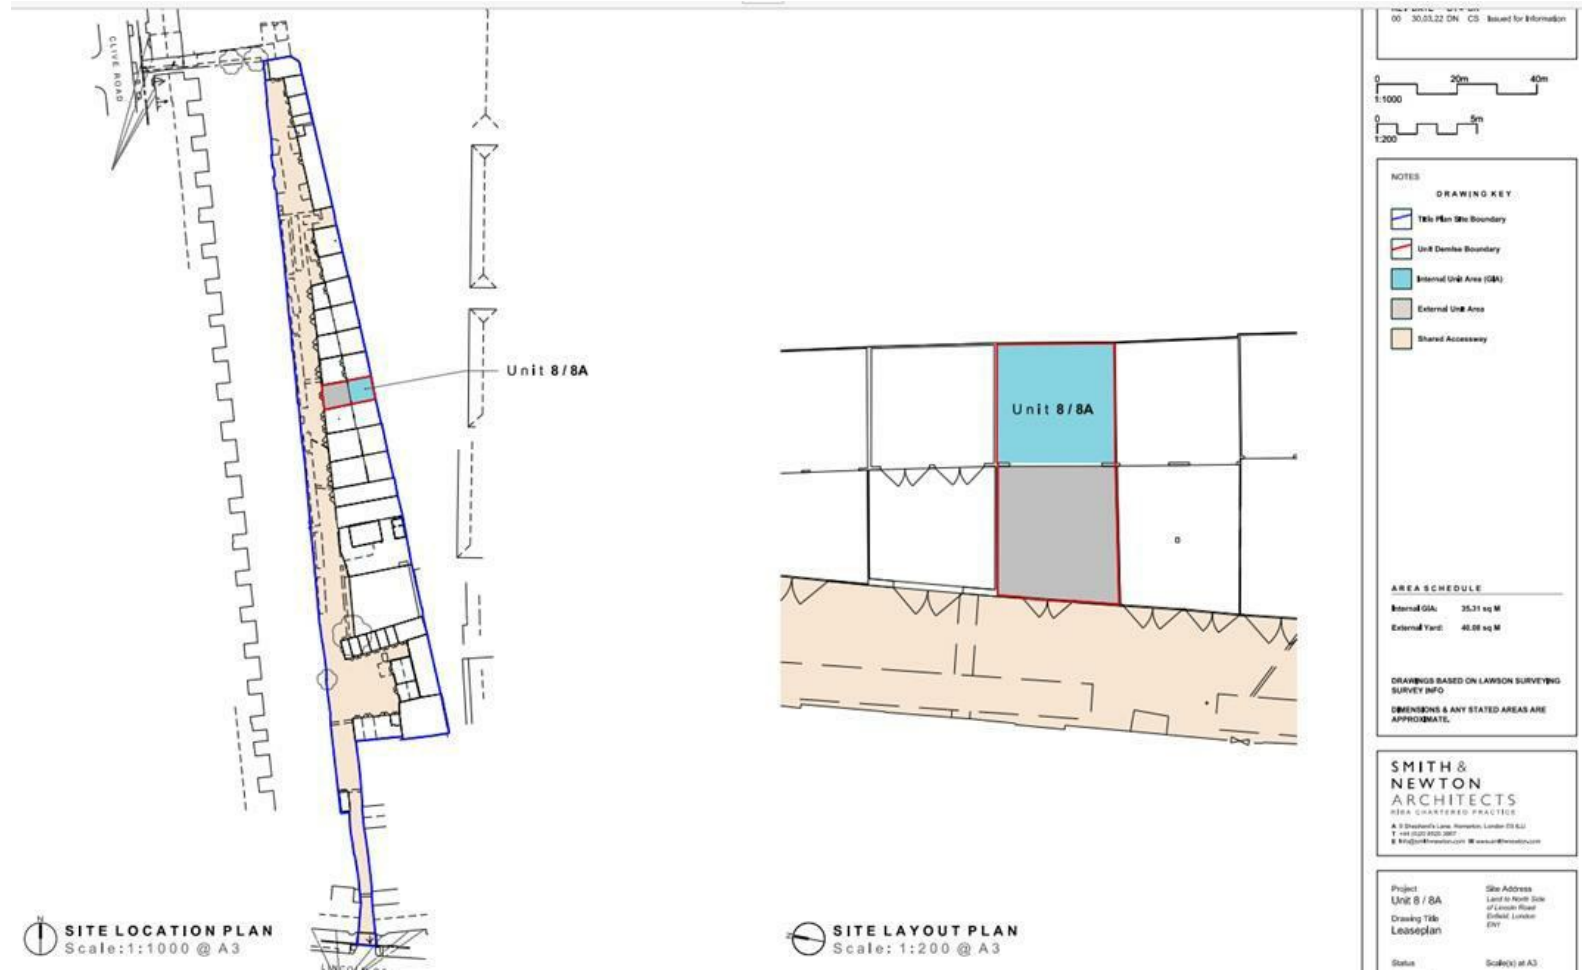 00 30.03.22 DN CS Issued for Information
CLIVE ROAD
0 20m 40m
1:1000
0 5m
1:200
NOTES
DRAWING KEY
Title Plan Site Boundary
Unit Demise Boundary
Internal Unit Area (GIA)
External Unit Area
Shared Accessway
Unit 8 / 8A
Unit 8 / 8A
AREA SCHEDULE
Internal GIA: 35.31 sq M
External Yard: 40.08 sq M
DRAWINGS BASED ON LAWSON SURVEYING
SURVEY INFO
DIMENSIONS & ANY STATED AREAS ARE
APPROXIMATE.
SMITH &
NEWTON
ARCHITECTS
RIBA CHARTERED PRACTICE
Project
Unit 8 / 8A
Drawing Title
Leaseplan
Status
Site Address
Land to North Side
of Lincoln Road
Enfield, London
EN1
Scale(s) at A3
N
SITE LOCATION PLAN
Scale: 1:1000 @ A3
SITE LAYOUT PLAN
Scale: 1:200 @ A3